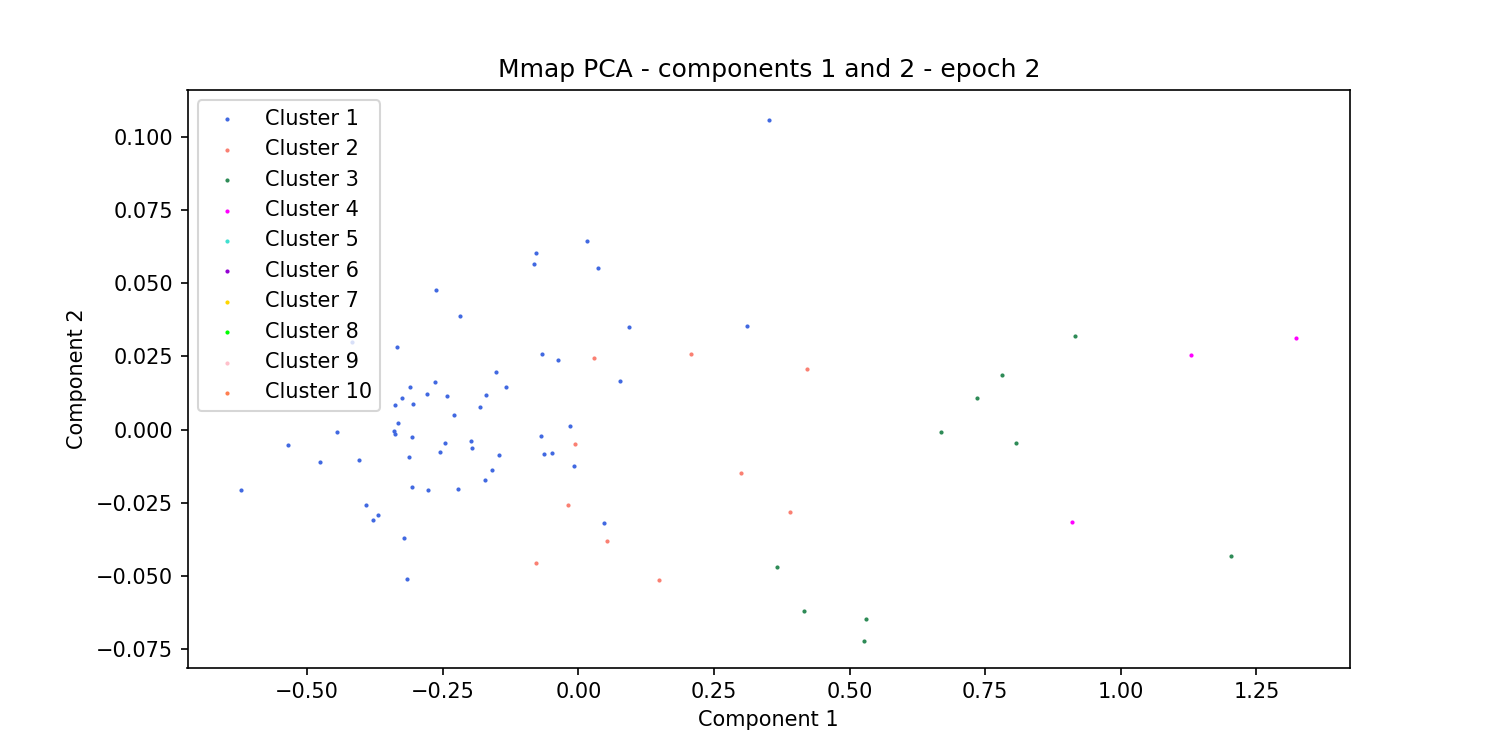 Mmap PCA - components 1 and 2 - epoch 2
Cluster 1
Cluster 2
Cluster 3
Cluster 4
Cluster 5
Cluster 6
Cluster 7
Cluster 8
Cluster 9
Cluster 10
0.100
0.075
0.050
0.025
0.000
−0.025
−0.050
−0.075
Component 2
−0.50
−0.25
0.00
0.25
0.50
0.75
1.00
1.25
Component 1